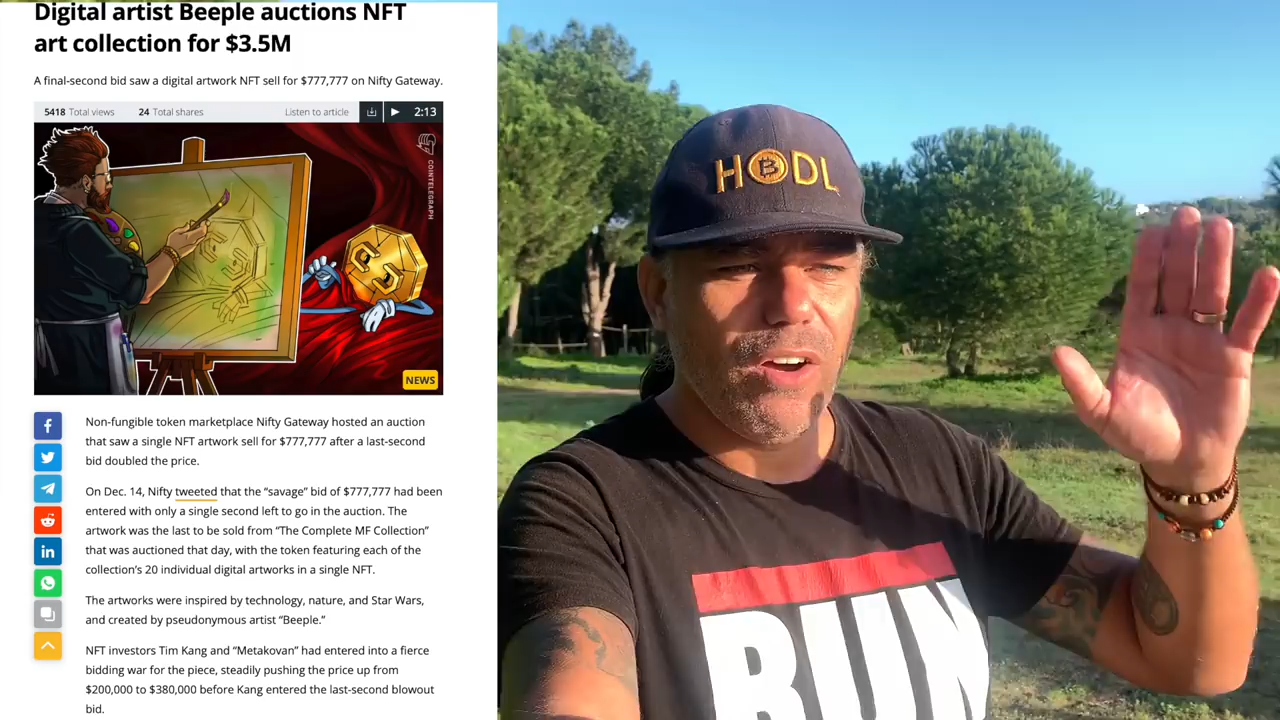 Digital artist Beeple auctions NFT
art collection for $3.5M
A final-second bid saw a digital artwork NFT sell for $777,777 on Nifty Gateway.
5418 Total views 24 Total shares Listen to article 2:13
COINTELEGRAPH
NEWS
Non-fungible token marketplace Nifty Gateway hosted an auction
that saw a single NFT artwork sell for $777,777 after a last-second
bid doubled the price.
On Dec. 14, Nifty tweeted that the “savage” bid of $777,777 had been
entered with only a single second left to go in the auction. The
artwork was the last to be sold from “The Complete MF Collection”
that was auctioned that day, with the token featuring each of the
collection’s 20 individual digital artworks in a single NFT.
The artworks were inspired by technology, nature, and Star Wars,
and created by pseudonymous artist “Beeple.”
NFT investors Tim Kang and “Metakovan” had entered into a fierce
bidding war for the piece, steadily pushing the price up from
$200,000 to $380,000 before Kang entered the last-second blowout
bid.
HODL
RUN